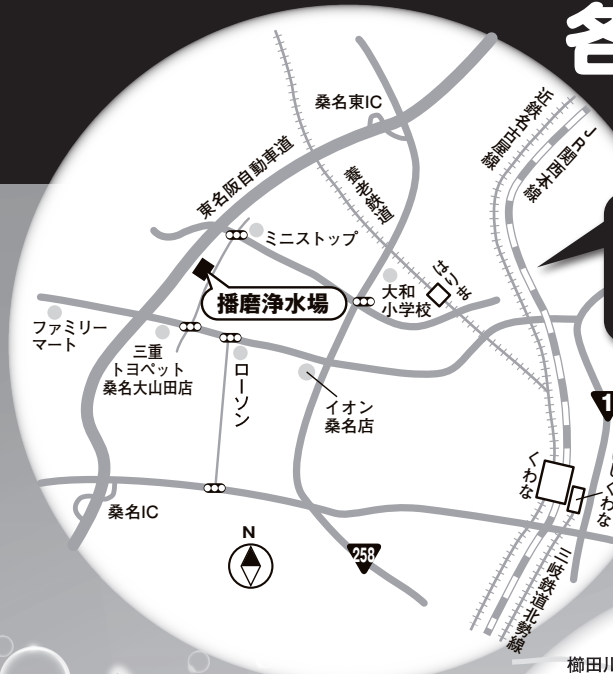 各
桑名東IC
近鉄名古屋線
JR関西本線
東名阪自動車道
養老鉄道
ミニストップ
播磨浄水場
大和
小学校
はりま
ファミリー
マート
三重
トヨペット
桑名大山田店
ローソン
イオン
桑名店
1
くわな
しくわな
桑名IC
N
258
三岐鉄道北勢線
櫛田川